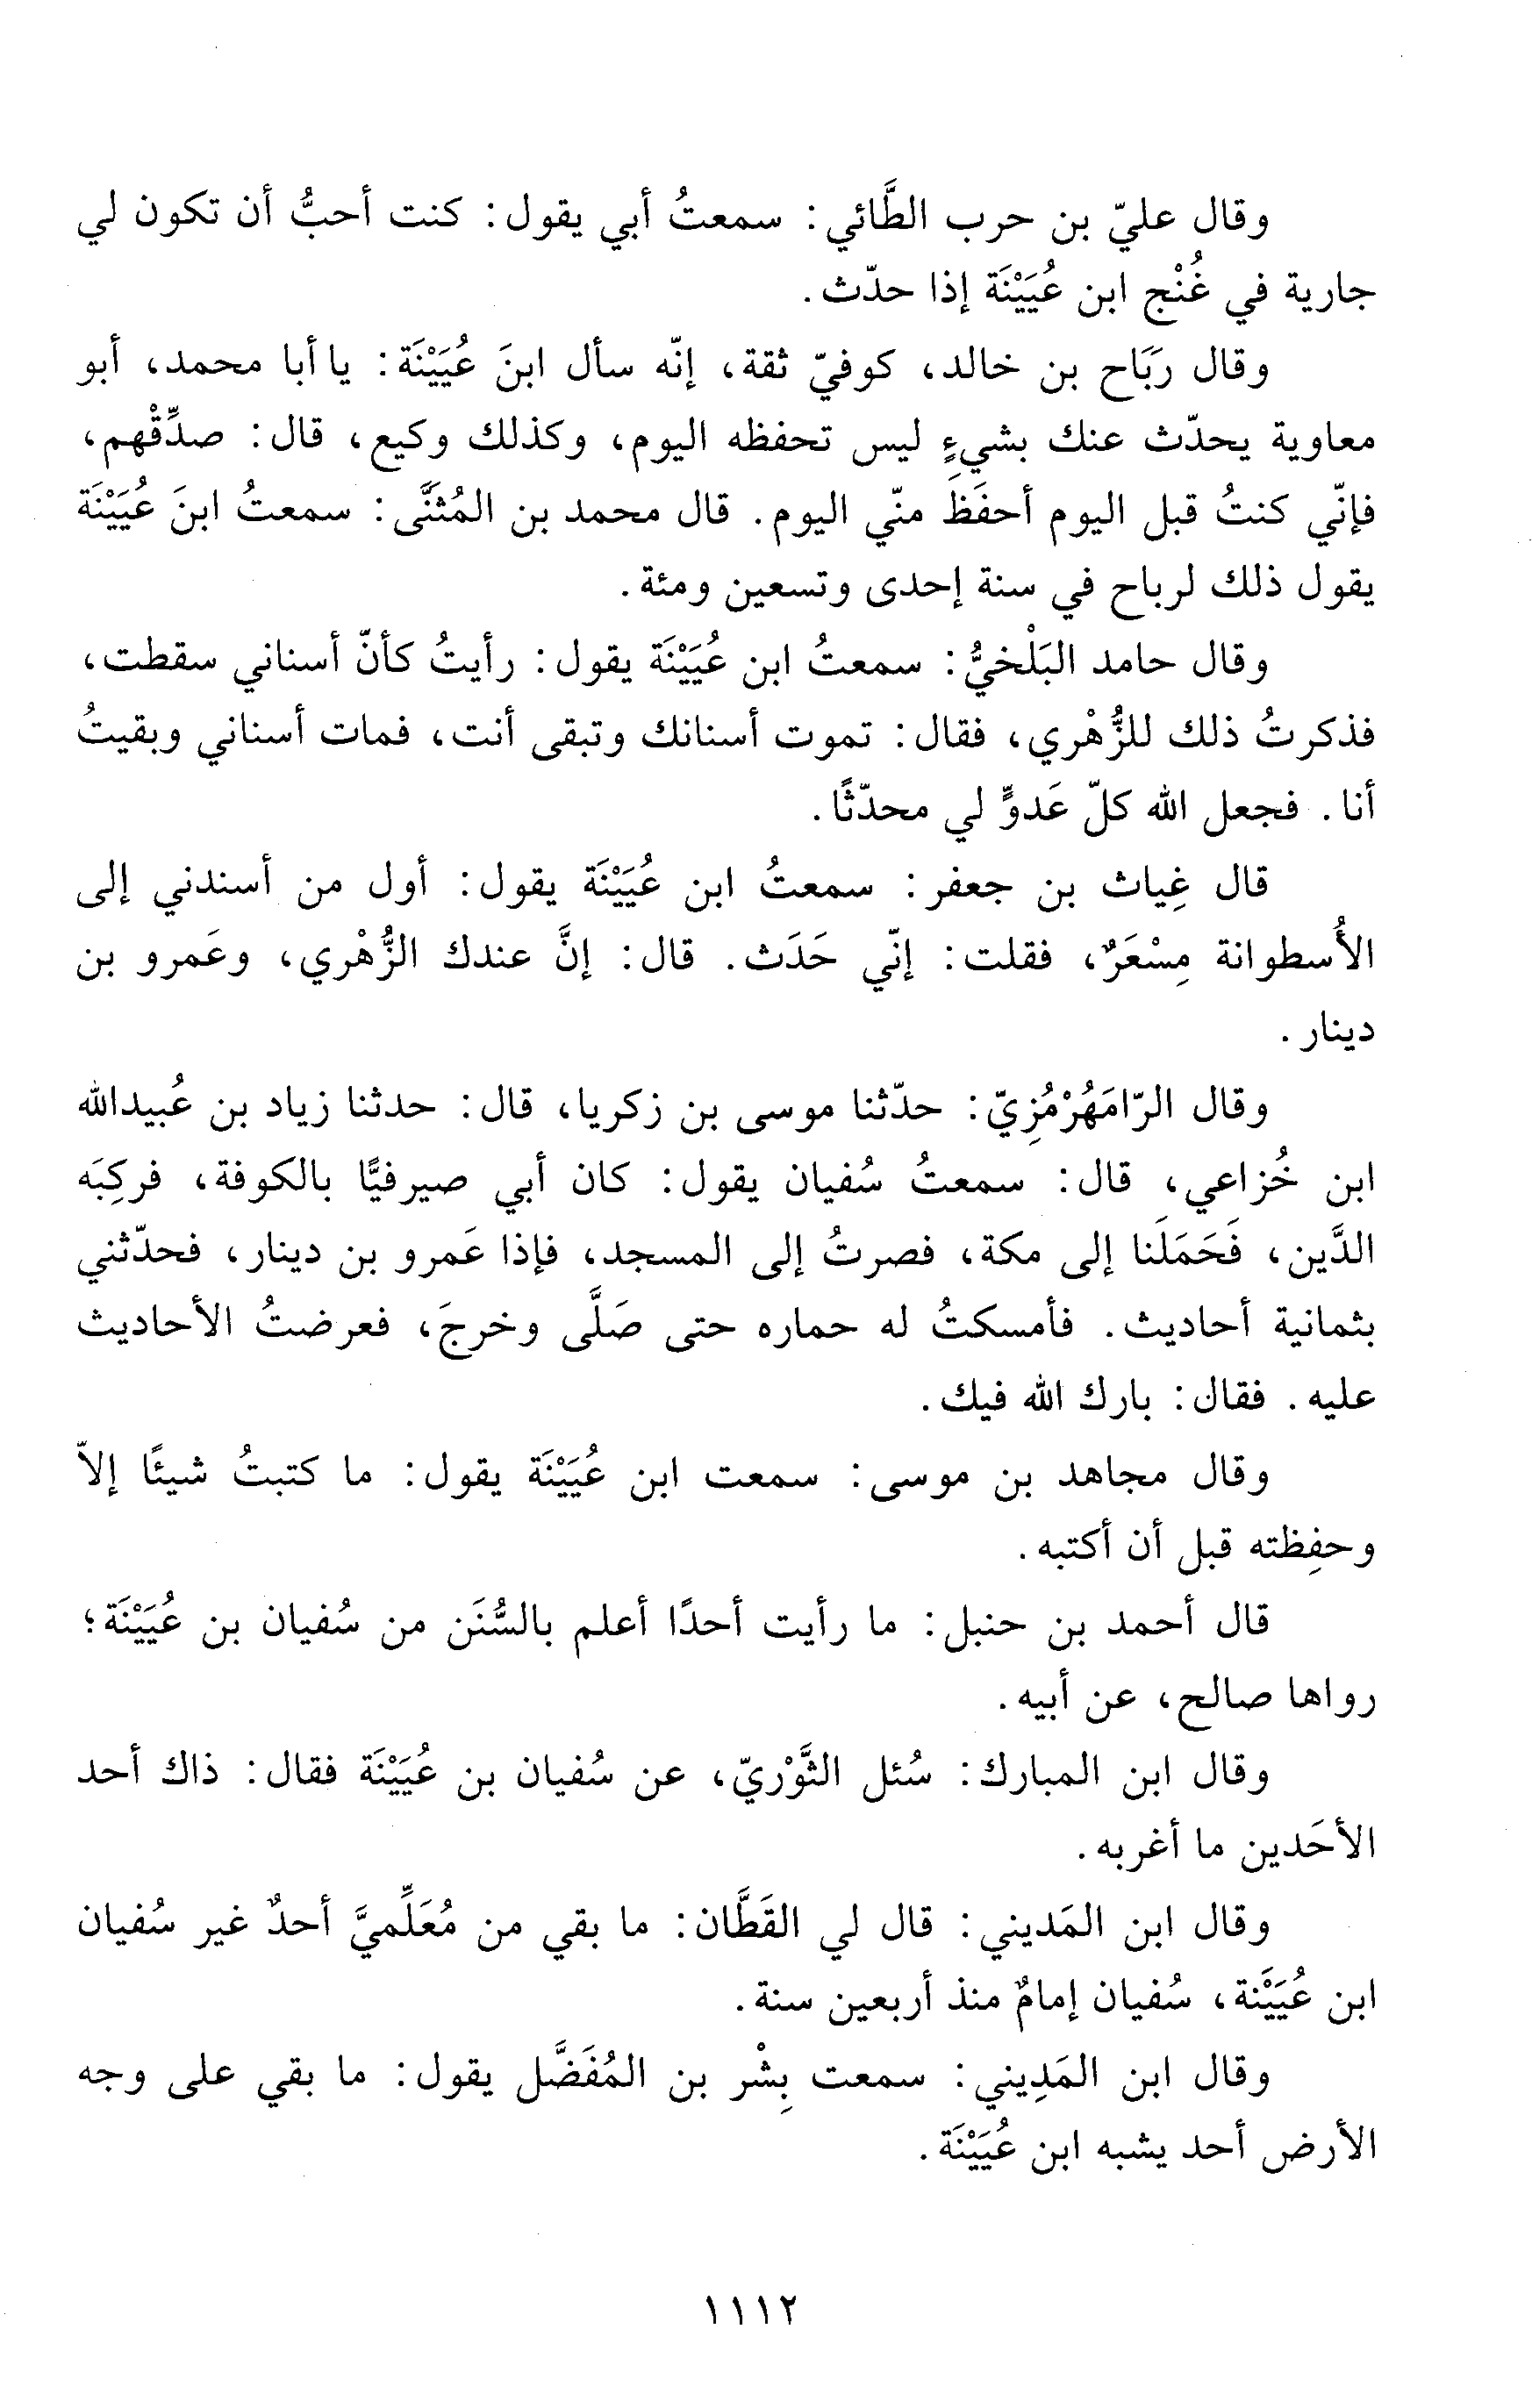 وقال عليّ بن حرب الطَّائي: سمعتُ أبي يقول: كنت أحبُّ أن تكون لي
جارية في غُنْج ابن عُيَيْنَة إذا حدّث.
وقال رَبَاح بن خالد، كوفيّ ثقة، إنّه سأل ابنَ عُيَيْنَة: يا أبا محمد، أبو
معاوية يحدّث عنك بشيءٍ ليس تحفظه اليوم، وكذلك وكيع، قال: صدِّقْهم،
فإنّي كنتُ قبل اليوم أحفَظَ منّي اليوم. قال محمد بن المُثنَّى: سمعتُ ابنَ عُيَيْنَة
يقول ذلك لرباح في سنة إحدى وتسعين ومئة.
وقال حامد البَلْخيُّ: سمعتُ ابن عُيَيْنَة يقول: رأيتُ كأنّ أسناني سقطت،
فذكرتُ ذلك للزُّهْري، فقال: تموت أسنانك وتبقى أنت، فمات أسناني وبقيتُ
أنا. فجعل الله كلّ عَدوٍّ لي محدّثًا.
قال غِياث بن جعفر: سمعتُ ابن عُيَيْنَة يقول: أول من أسندني إلى
الأُسطوانة مِسْعَرٌ، فقلت: إنّي حَدَث. قال: إنَّ عندك الزُّهْري، وعَمرو بن
دينار.
وقال الرّامَهُرْمُزِيّ: حدّثنا موسى بن زكريا، قال: حدثنا زياد بن عُبيدالله
ابن خُزاعي، قال: سمعتُ سُفيان يقول: كان أبي صيرفيًّا بالكوفة، فركِبَه
الدَّين، فَحَمَلَنا إلى مكة، فصرتُ إلى المسجد، فإذا عَمرو بن دينار، فحدّثني
بثمانية أحاديث. فأمسكتُ له حماره حتى صَلَّى وخرجَ، فعرضتُ الأحاديث
عليه. فقال: بارك الله فيك.
وقال مجاهد بن موسى: سمعت ابن عُيَيْنَة يقول: ما كتبتُ شيئًا إلاّ
وحفِظته قبل أن أكتبه.
قال أحمد بن حنبل: ما رأيت أحدًا أعلم بالسُّنَن من سُفيان بن عُيَيْنَة؛
رواها صالح، عن أبيه.
وقال ابن المبارك: سُئل الثَّوْريّ، عن سُفيان بن عُيَيْنَة فقال: ذاك أحد
الأحَدين ما أغربه.
وقال ابن المَديني: قال لي القَطَّان: ما بقي من مُعَلِّميَّ أحدٌ غير سُفيان
ابن عُيَيْنَة، سُفيان إمامٌ منذ أربعين سنة.
وقال ابن المَدِيني: سمعت بِشْر بن المُفَضَّل يقول: ما بقي على وجه
الأرض أحد يشبه ابن عُيَيْنَة.
١١١٢